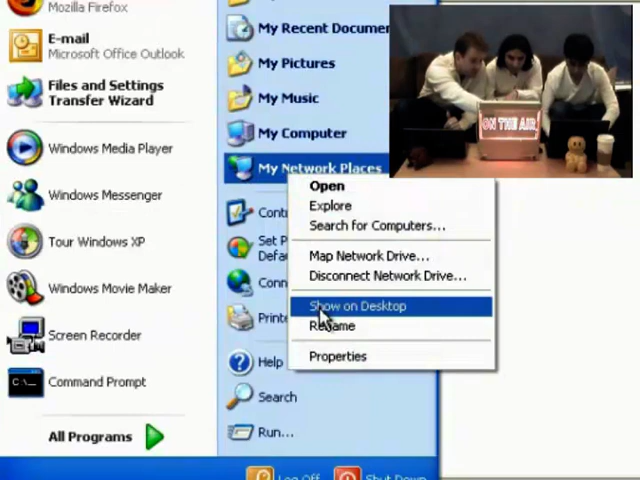 Mozilla Firefox
E-mail
Microsoft Office Outlook
Files and Settings
Transfer Wizard
Windows Media Player
Windows Messenger
Tour Windows XP
Windows Movie Maker
Screen Recorder
C:\_
Command Prompt
All Programs
My Recent Documen
My Pictures
My Music
My Computer
My Network Places
Cont
Set P
Defau
Conn
Printe
Help
Search
Run...
Log Off
Shut Down
Open
Explore
Search for Computers...
Map Network Drive...
Disconnect Network Drive...
Show on Desktop
Rename
Properties
ON THE AIR